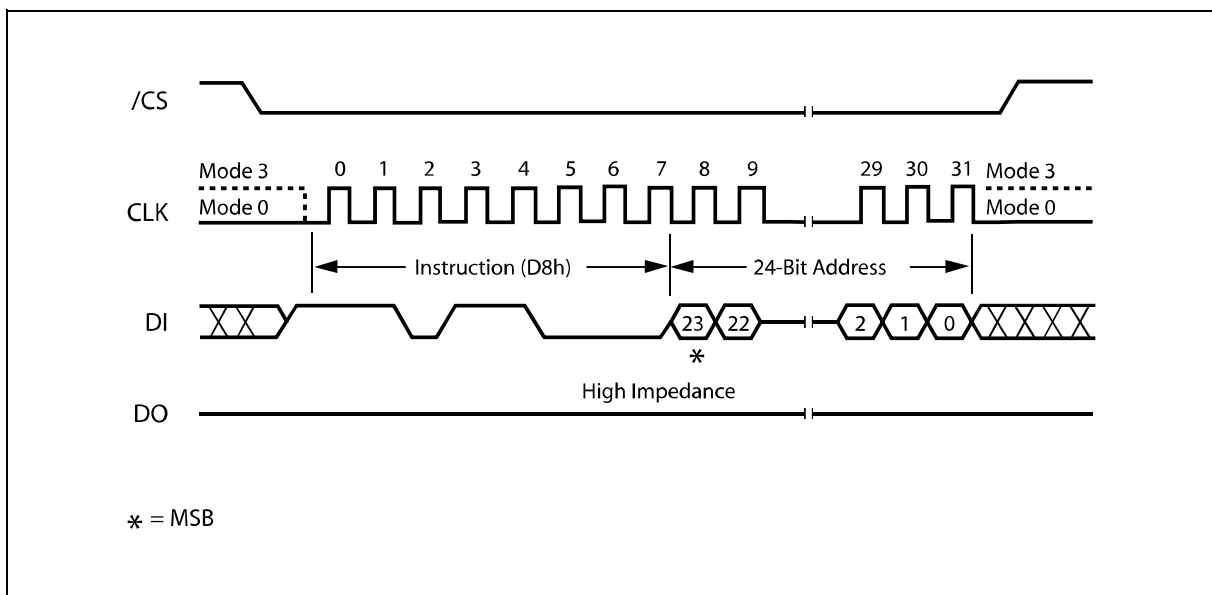 /CS
Mode 3 0 1 2 3 4 5 6 7 8 9 29 30 31 Mode 3
CLK Mode 0 Mode 0
Instruction (D8h) 24-Bit Address
DI 23 22 2 1 0
*
High Impedance
DO
* = MSB